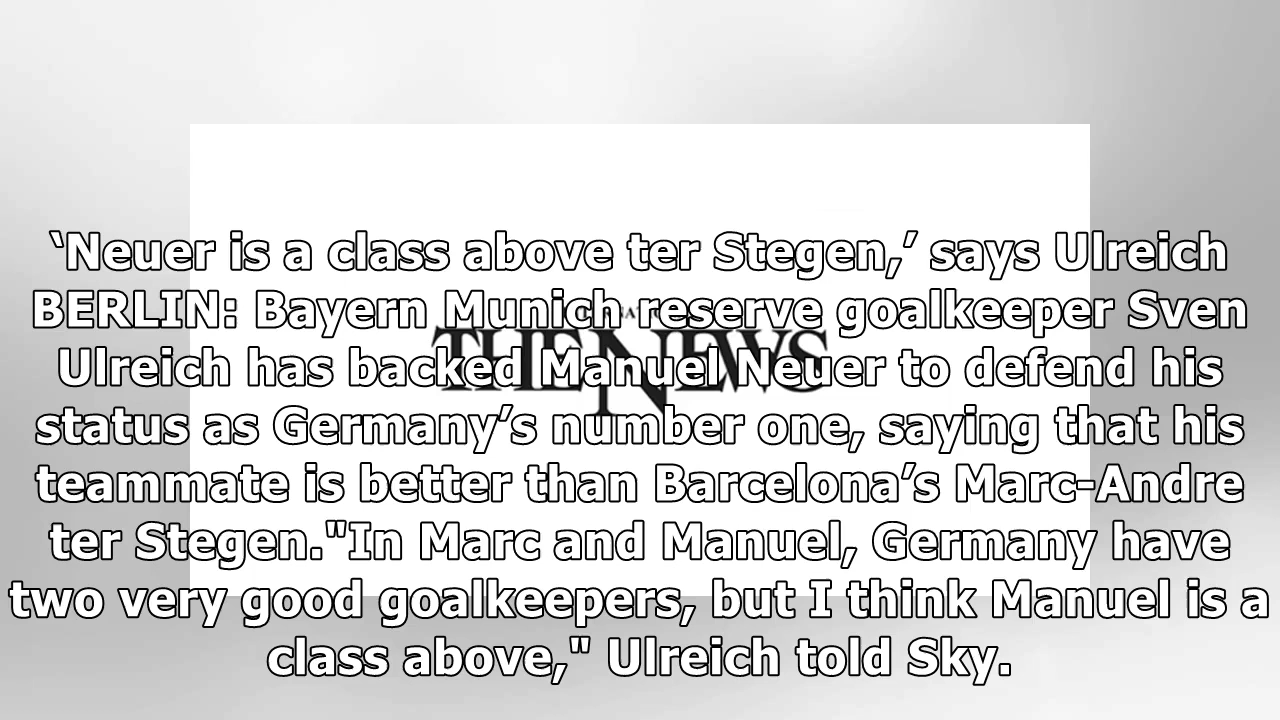 ‘Neuer is a class above ter Stegen,’ says Ulreich
BERLIN: Bayern Munich reserve goalkeeper Sven
Ulreich has backed Manuel Neuer to defend his
status as Germany’s number one, saying that his
teammate is better than Barcelona’s Marc-Andre
ter Stegen."In Marc and Manuel, Germany have
two very good goalkeepers, but I think Manuel is a
class above," Ulreich told Sky.
THE NEWS